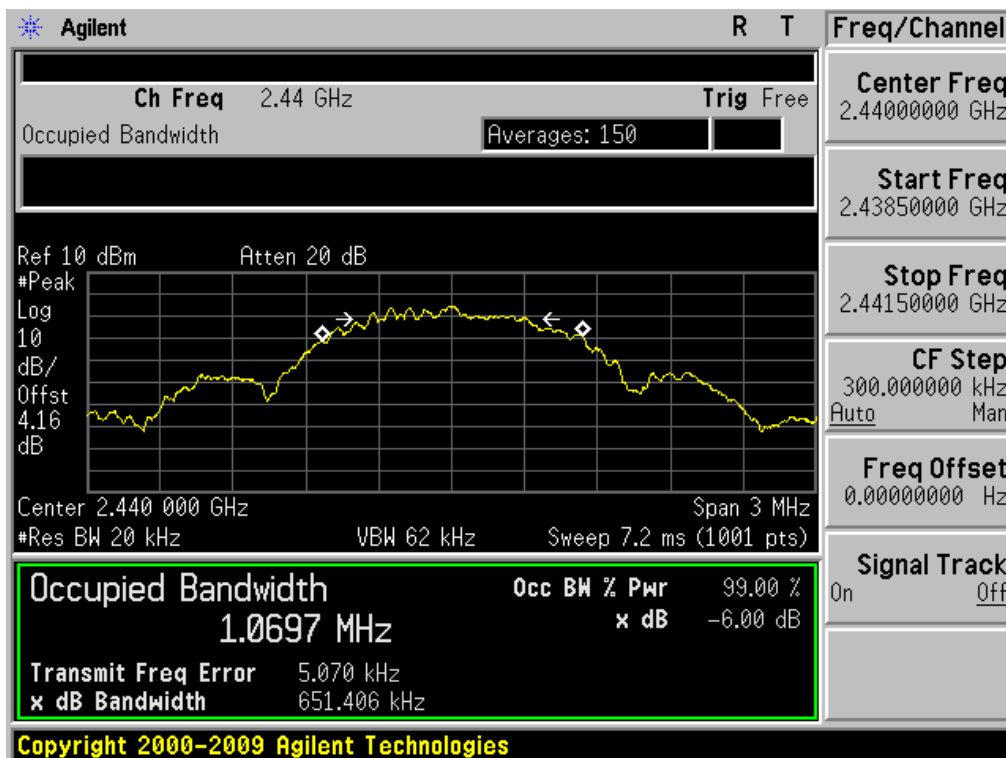 Agilent R T Freq/Channel
Ch Freq 2.44 GHz Trig Free
Occupied Bandwidth Averages: 150
Ref 10 dBm Atten 20 dB
#Peak
Log
10
dB/
Offst
4.16
dB
Center 2.440 000 GHz Span 3 MHz
#Res BW 20 kHz VBW 62 kHz Sweep 7.2 ms (1001 pts)
Occupied Bandwidth Occ BW % Pwr 99.00 %
1.0697 MHz x dB -6.00 dB
Transmit Freq Error 5.070 kHz
x dB Bandwidth 651.406 kHz
Copyright 2000-2009 Agilent Technologies
Center Freq
2.44000000 GHz
Start Freq
2.43850000 GHz
Stop Freq
2.44150000 GHz
CF Step
300.000000 kHz
Auto Man
Freq Offset
0.00000000 Hz
Signal Track
On Off